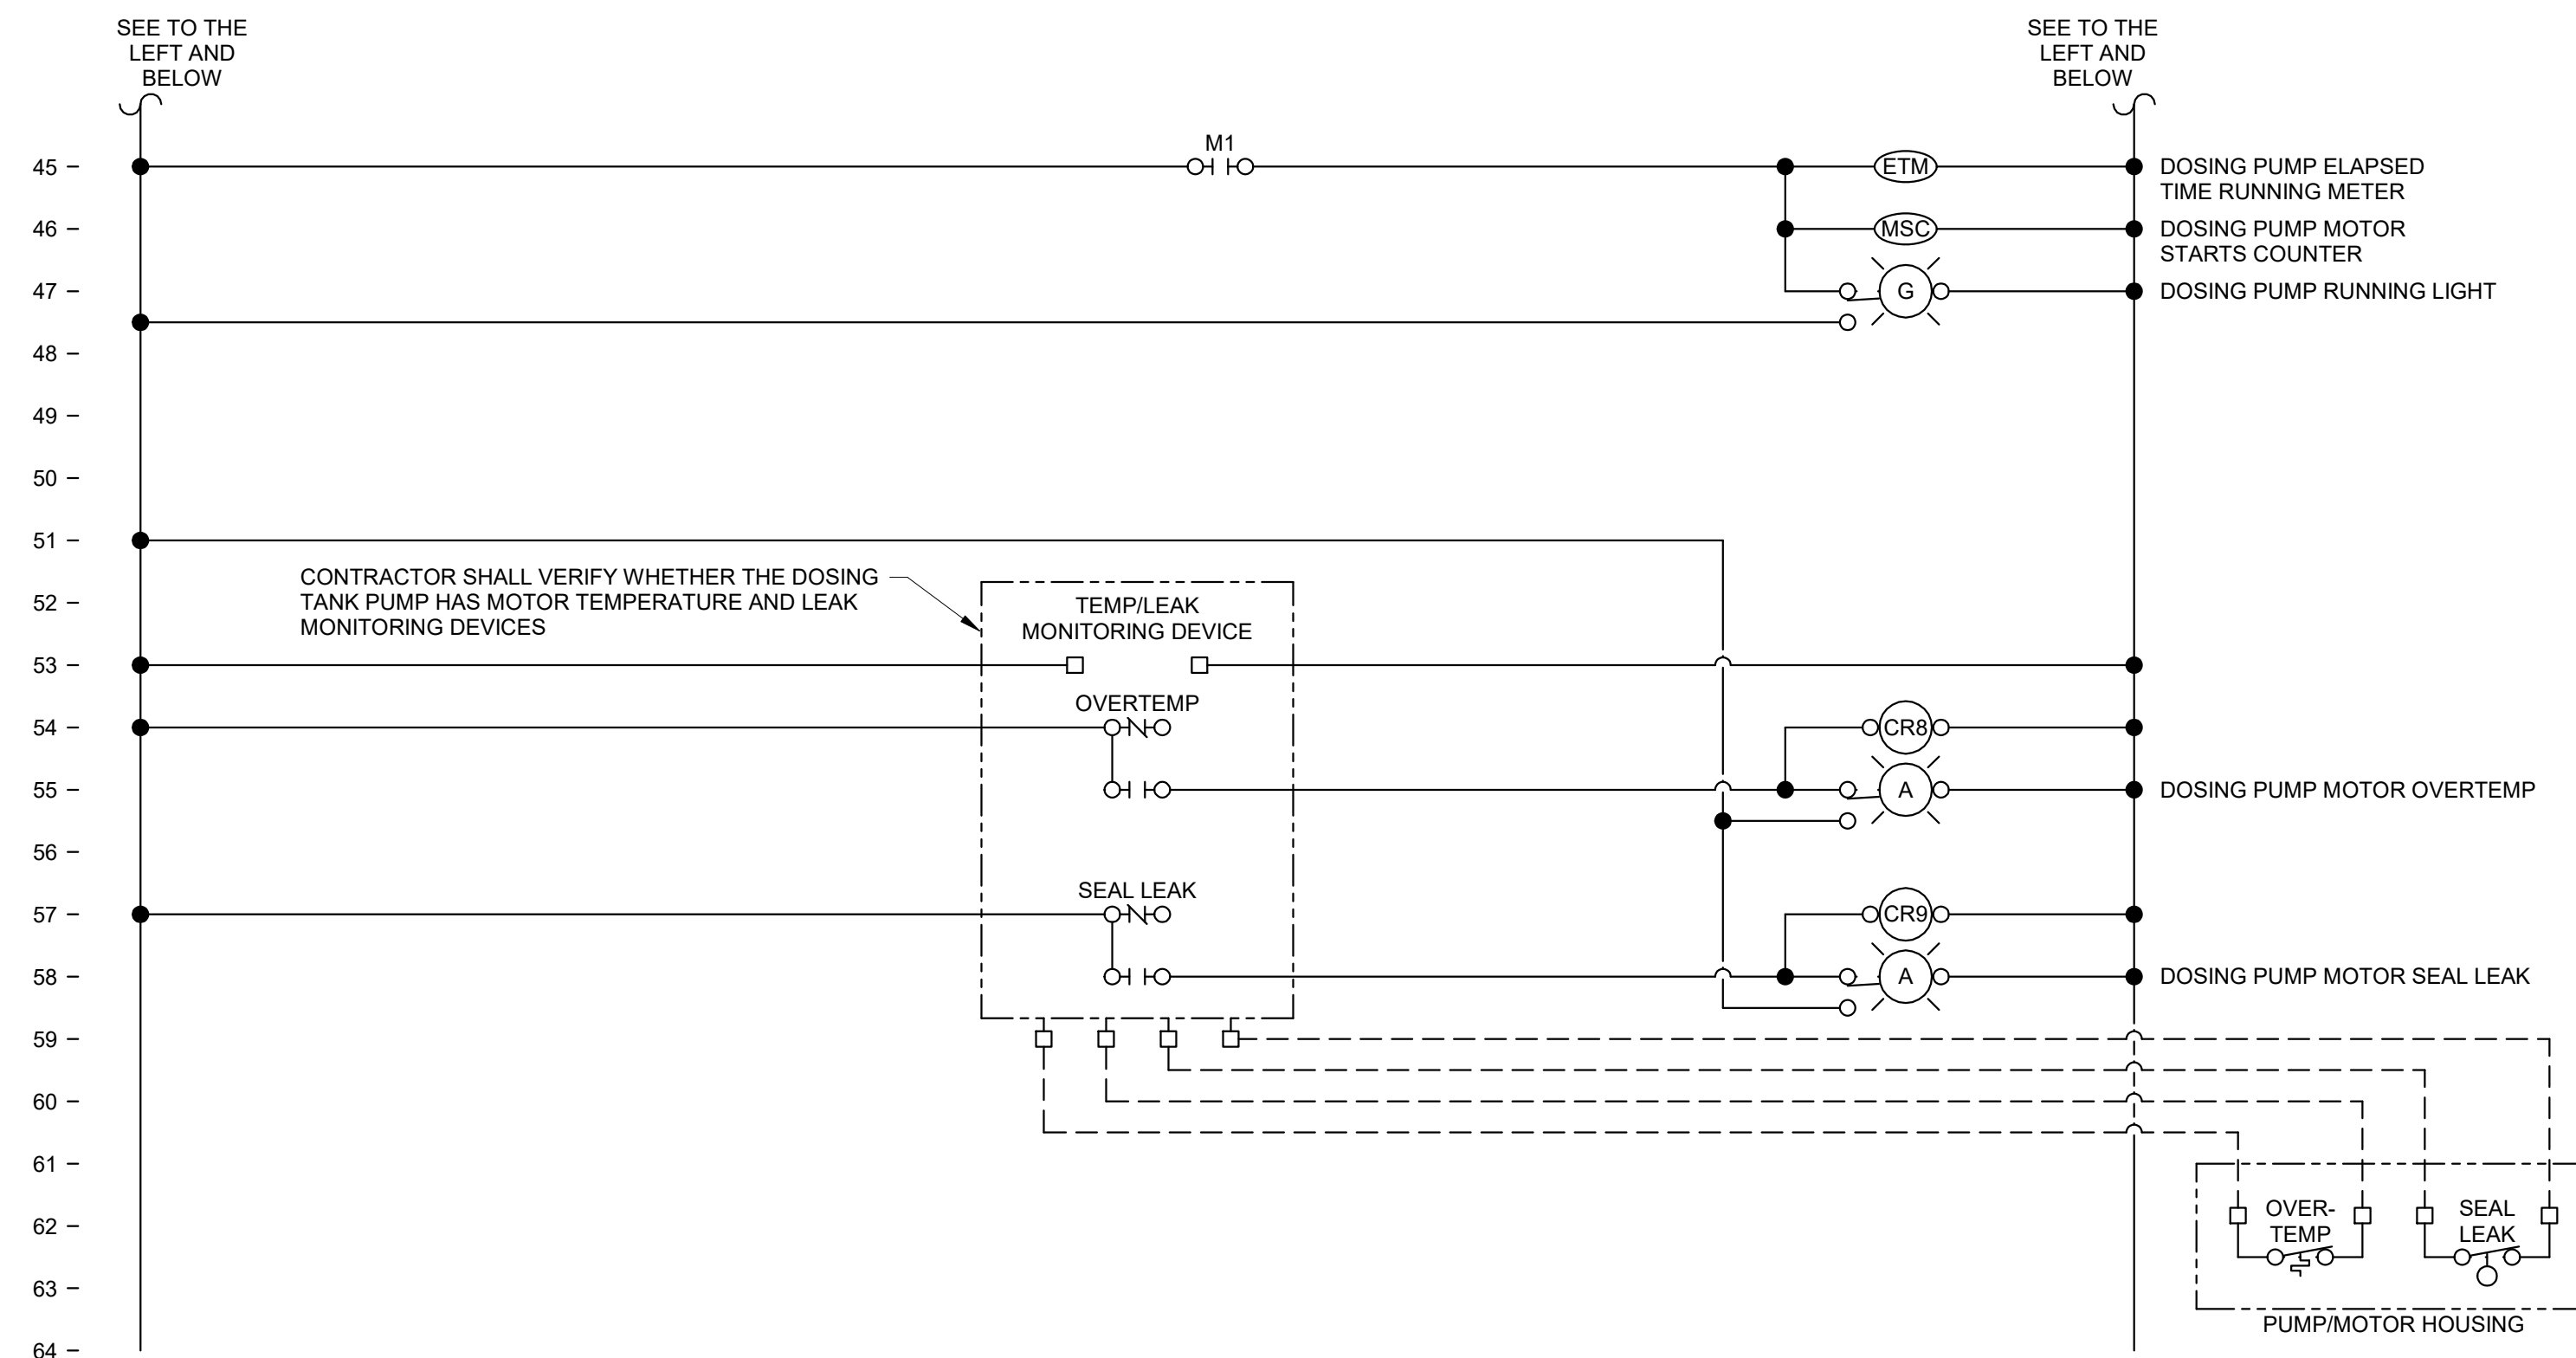 SEE TO THE
LEFT AND
BELOW
SEE TO THE
LEFT AND
BELOW
M1
45
ETM
DOSING PUMP ELAPSED
TIME RUNNING METER
46
MSC
DOSING PUMP MOTOR
STARTS COUNTER
47
G
DOSING PUMP RUNNING LIGHT
48
49
50
51
CONTRACTOR SHALL VERIFY WHETHER THE DOSING
TANK PUMP HAS MOTOR TEMPERATURE AND LEAK
MONITORING DEVICES
52
TEMP/LEAK
MONITORING DEVICE
53
OVERTEMP
54
CR8
55
A
DOSING PUMP MOTOR OVERTEMP
56
SEAL LEAK
57
CR9
58
A
DOSING PUMP MOTOR SEAL LEAK
59
60
61
62
OVER-
TEMP
SEAL
LEAK
63
PUMP/MOTOR HOUSING
64